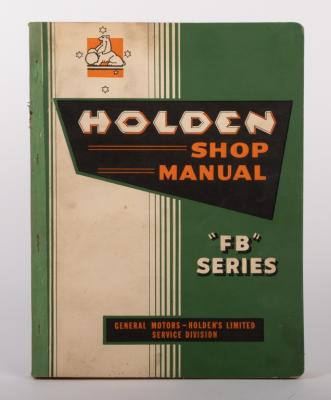 HOLDEN
SHOP
MANUAL
"FB"
SERIES
GENERAL MOTORS - HOLDEN'S LIMITED
SERVICE DIVISION